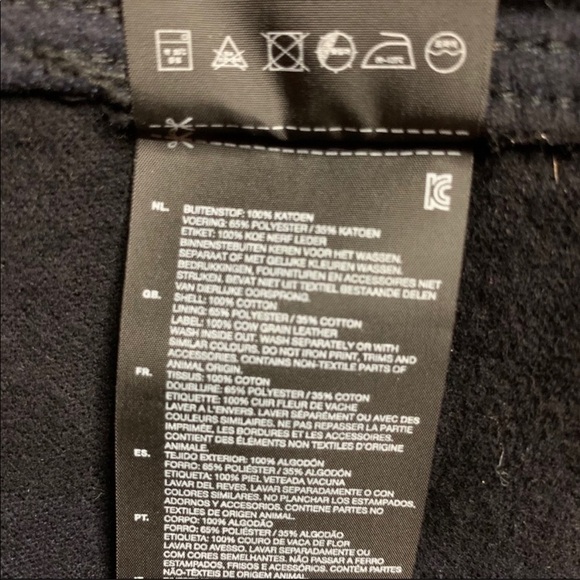 NL. BUITENSTOF: 100% KATOEN
VOERING: 65% POLYESTER / 35% KATOEN
ETIKET: 100% KOE NERF LEDER
BINNENSTEBUITEN KEREN VOOR HET WASSEN.
SEPARAAT OF MET GELIJKE KLEUREN WASSEN.
BEDRUKKINGEN, FOURNITUREN EN ACCESSOIRES NIET
STRIJKEN. BEVAT NIET UIT TEXTIEL BESTAANDE DELEN
VAN DIERLIJKE OORSPRONG.
GB. SHELL: 100% COTTON
LINING: 65% POLYESTER / 35% COTTON
LABEL: 100% COW GRAIN LEATHER
WASH INSIDE OUT. WASH SEPARATELY OR WITH
SIMILAR COLOURS. DO NOT IRON PRINT, TRIMS AND
ACCESSORIES. CONTAINS NON-TEXTILE PARTS OF
ANIMAL ORIGIN.
FR. TISSUS: 100% COTON
DOUBLURE: 65% POLYESTER / 35% COTON
ETIQUETTE: 100% CUIR FLEUR DE VACHE
LAVER A L'ENVERS. LAVER SÉPARÉMENT OU AVEC DES
COULEURS SIMILAIRES. NE PAS REPASSER LA PARTIE
IMPRIMÉE, LES BORDURES ET LES ACCESSOIRES.
CONTIENT DES ÉLÉMENTS NON TEXTILES D'ORIGINE
ANIMALE.
ES. TEJIDO EXTERIOR: 100% ALGODÓN
FORRO: 65% POLIÉSTER / 35% ALGODÓN
ETIQUETA: 100% PIEL VETEADA VACUNA
LAVAR DEL REVES. LAVAR SEPARADAMENTE O CON
COLORES SIMILARES. NO PLANCHAR LOS ESTAMPADOS,
ADORNOS Y ACCESORIOS. CONTIENE PARTES NO
TEXTILES DE ORIGEN ANIMAL.
PT. CORPO: 100% ALGODÃO
FORRO: 65% POLIÉSTER / 35% ALGODÃO
ETIQUETA: 100% COURO DE VACA DE FLOR
LAVAR DO AVESSO. LAVAR SEPARADAMENTE OU
COM CORES SEMELHANTES. NÃO PASSAR A FERRO
ESTAMPADOS, FRISOS E ACESSÓRIOS. CONTÉM PARTES
NÃO-TÊXTEIS DE ORIGEM ANIMAL.